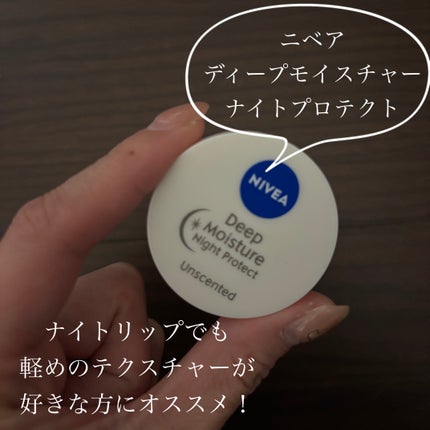 ニベア
ディープモイスチャー
ナイトプロテクト
NIVEA
Deep
Moisture
Night Protect
Unscented
ナイトリップでも
軽めのテクスチャーが
好きな方にオススメ！